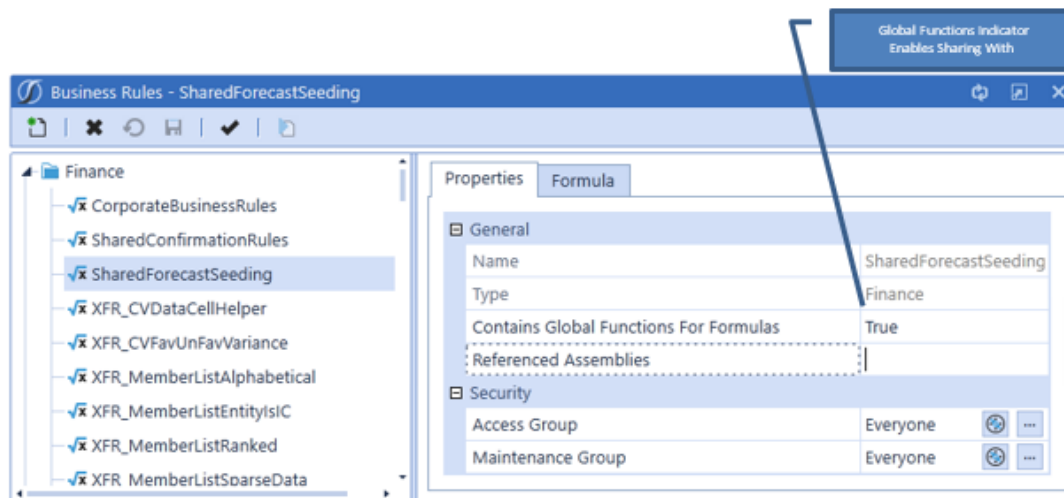 Global Functions Indicator
Enables Sharing With
Business Rules - SharedForecastSeeding
Finance
CorporateBusinessRules
SharedConfirmationRules
SharedForecastSeeding
XFR_CVDataCellHelper
XFR_CVFavUnFavVariance
XFR_MemberListAlphabetical
XFR_MemberListEntityIsIC
XFR_MemberListRanked
XFR_MemberListSparseData
Properties
Formula
General
Name SharedForecastSeeding
Type Finance
Contains Global Functions For Formulas True
Referenced Assemblies
Security
Access Group Everyone
Maintenance Group Everyone